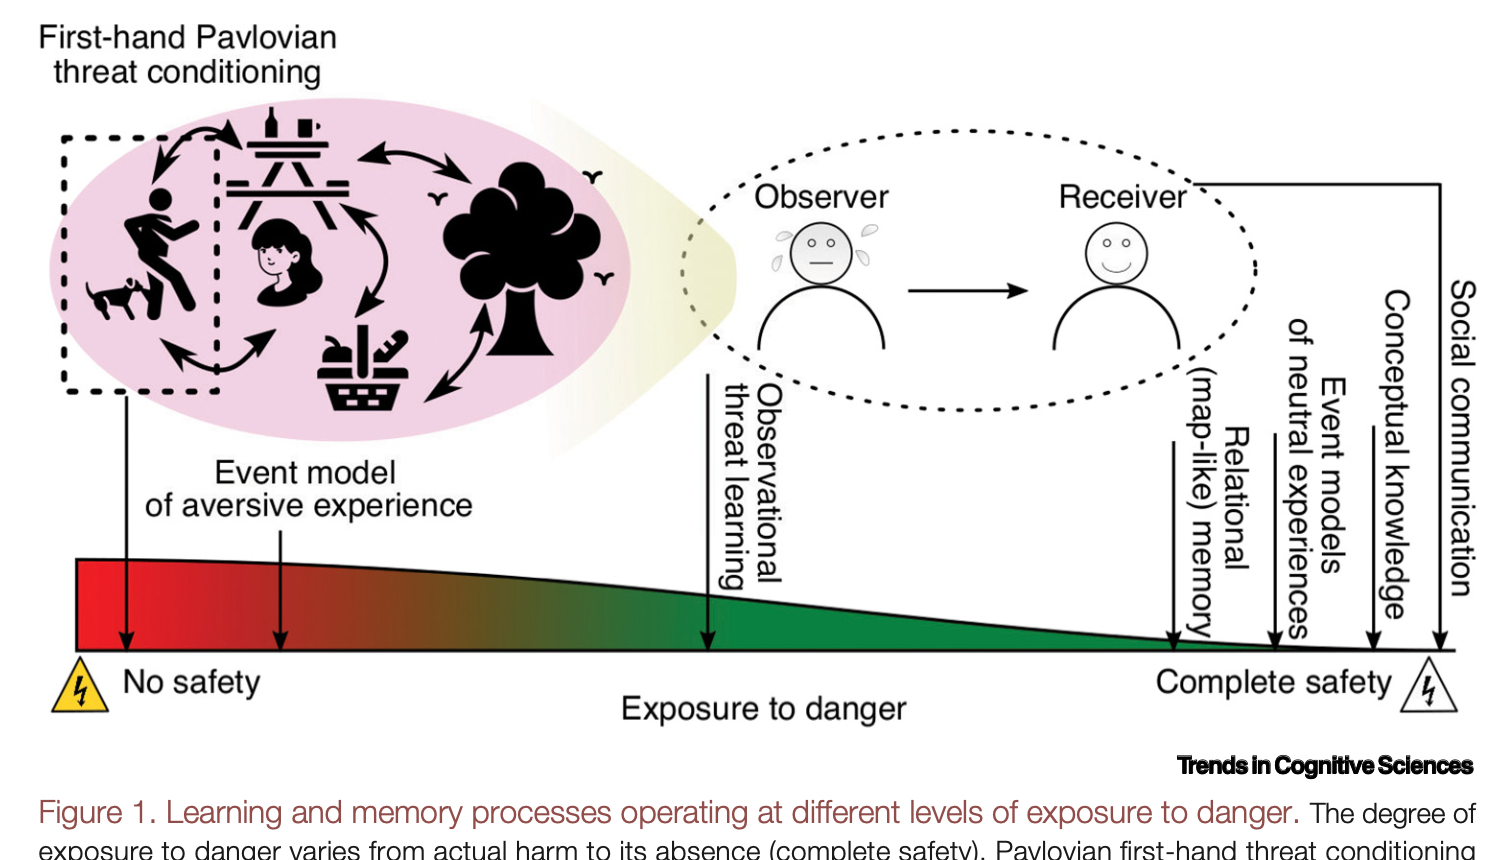 First-hand Pavlovian
threat conditioning
Observer
Receiver
Event model
of aversive experience
Observational
threat learning
Relational
(map-like) memory
Event models
of neutral experiences
Conceptual knowledge
Social communication
No safety
Complete safety
Exposure to danger
Trends in Cognitive Sciences
Figure 1. Learning and memory processes operating at different levels of exposure to danger. The degree of
exposure to danger varies from actual harm to its absence (complete safety). Pavlovian first-hand threat conditioning